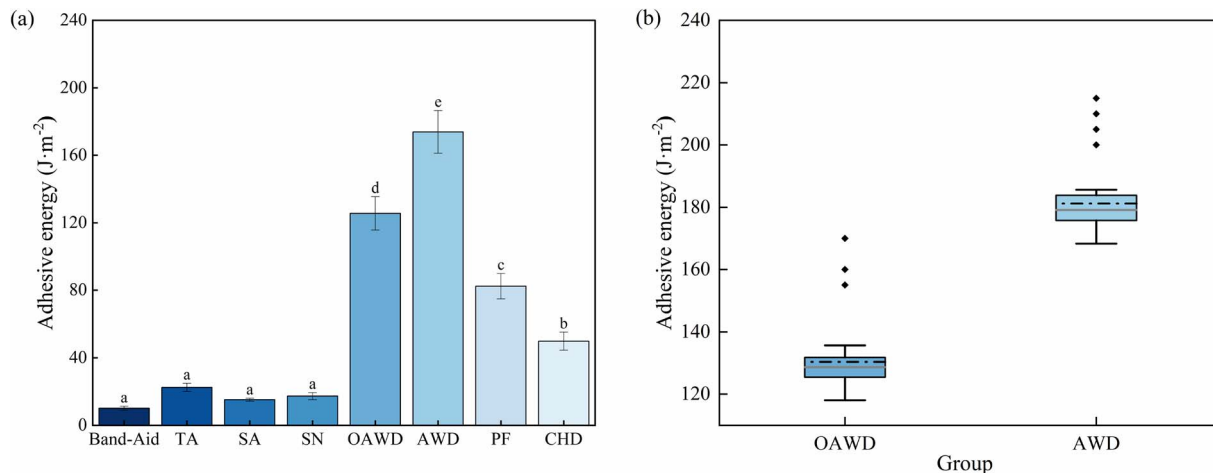 (a)
240
200
160
120
80
40
0
Adhesive energy (J·m⁻²)
a
a
a
a
d
e
c
b
Band-Aid TA SA SN OAWD AWD PF CHD
(b)
240
220
200
180
160
140
120
Adhesive energy (J·m⁻²)
OAWD AWD
Group